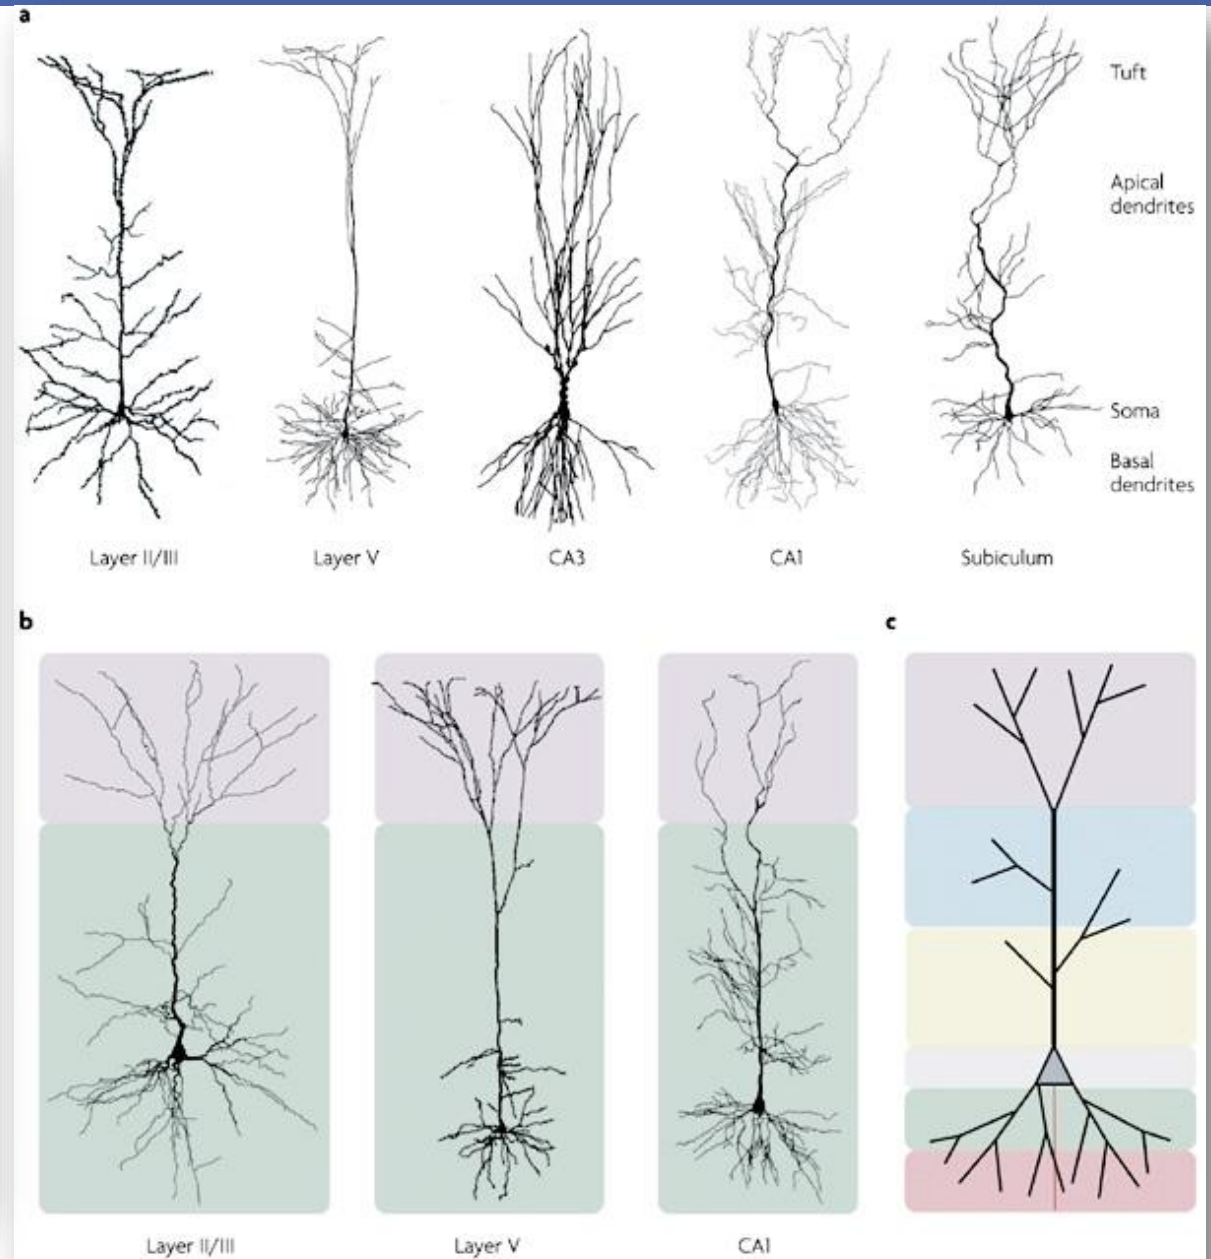 a
Tuft
Apical
dendrites
Soma
Basal
dendrites
Layer II/III
Layer V
CA3
CA1
Subiculum
b
c
Layer II/III
Layer V
CA1